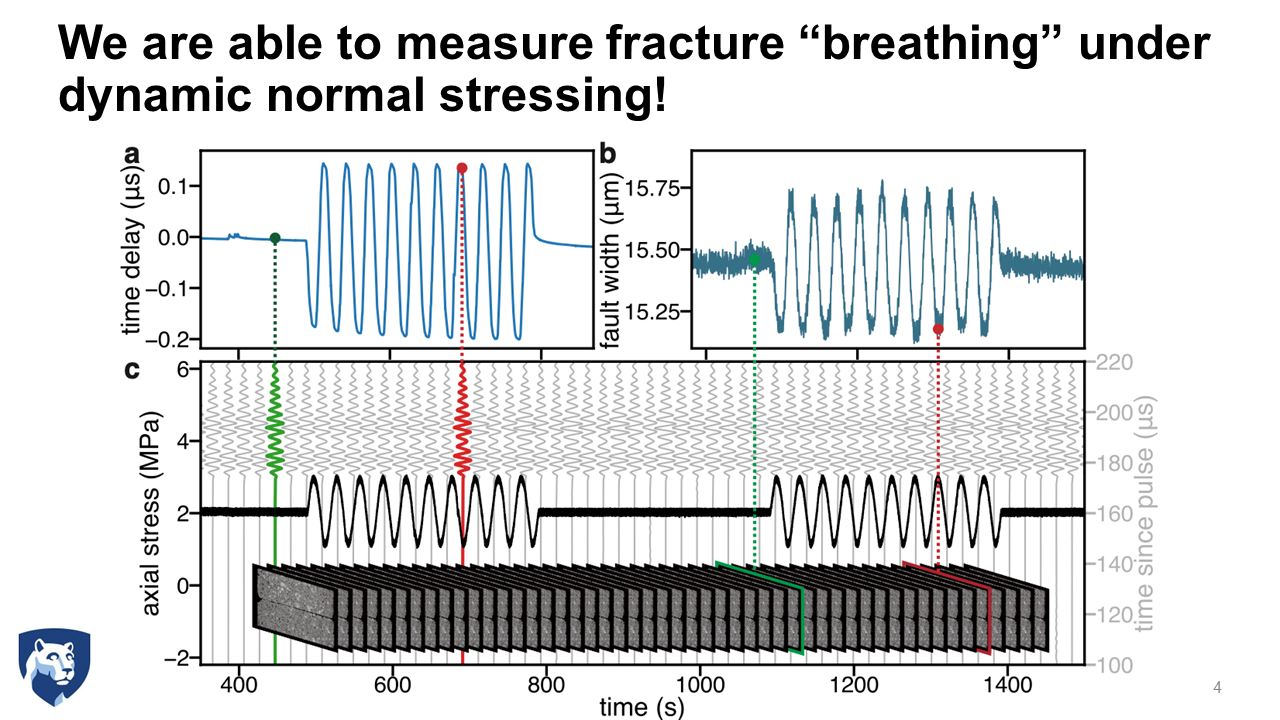 We are able to measure fracture “breathing” under
dynamic normal stressing!
a
time delay (µs)
0.1
0.0
−0.1
−0.2
b
fault width (µm)
15.75
15.50
15.25
c
axial stress (MPa)
6
4
2
0
−2
220
200
180
160
140
120
100
time since pulse (µs)
400 600 800 1000 1200 1400
time (s)
4